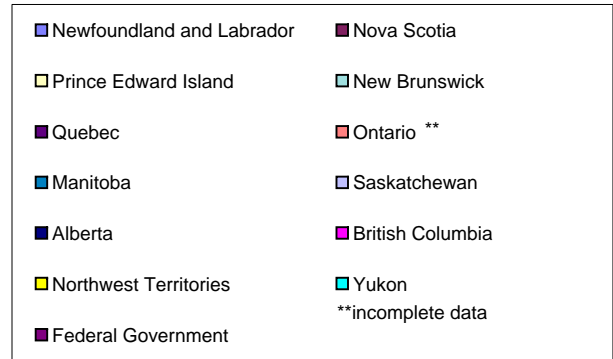 Newfoundland and Labrador
Nova Scotia
Prince Edward Island
New Brunswick
Quebec
Ontario **
Manitoba
Saskatchewan
Alberta
British Columbia
Northwest Territories
Yukon
**incomplete data
Federal Government